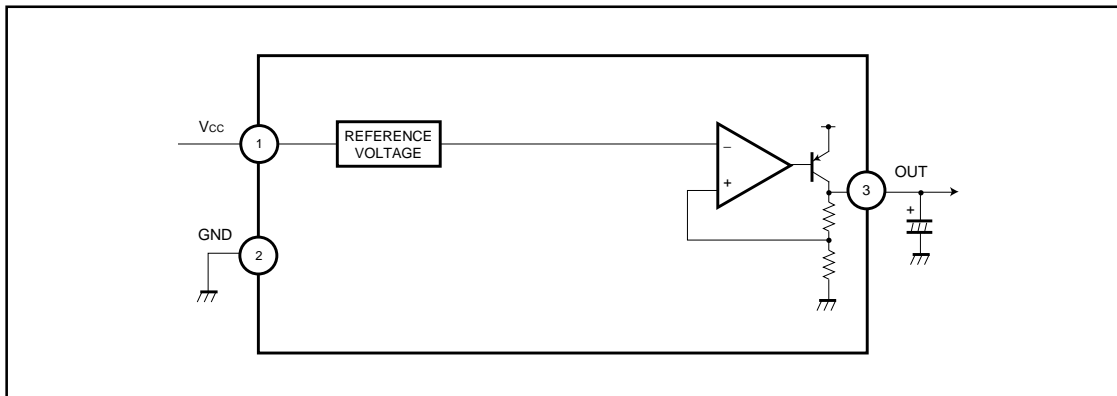 Vcc
1
REFERENCE
VOLTAGE
−
+
OUT
3
+
GND
2